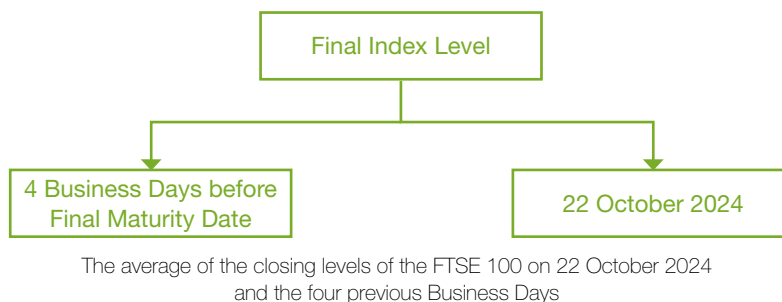 Final Index Level
4 Business Days before
Final Maturity Date
22 October 2024
The average of the closing levels of the FTSE 100 on 22 October 2024
and the four previous Business Days